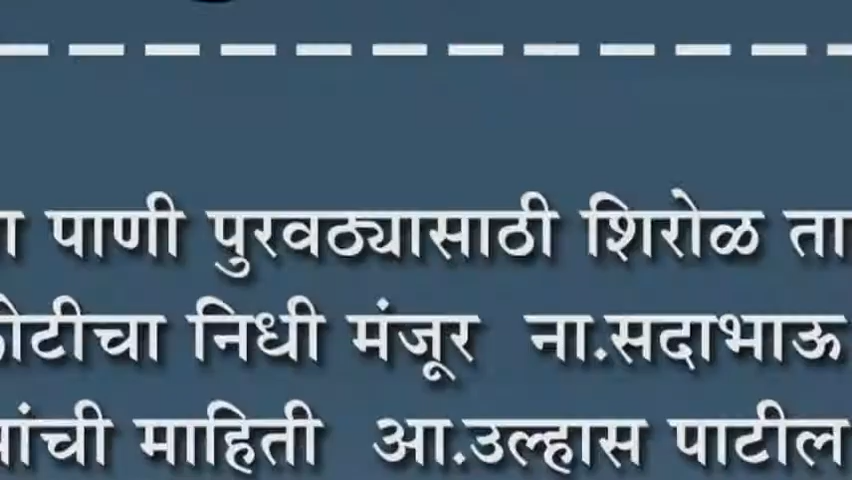 पाणी पुरवठ्यासाठी शिरोळ
निधी मंजूर ना.सदाभाऊ
माहिती आ.उल्हास पाटील